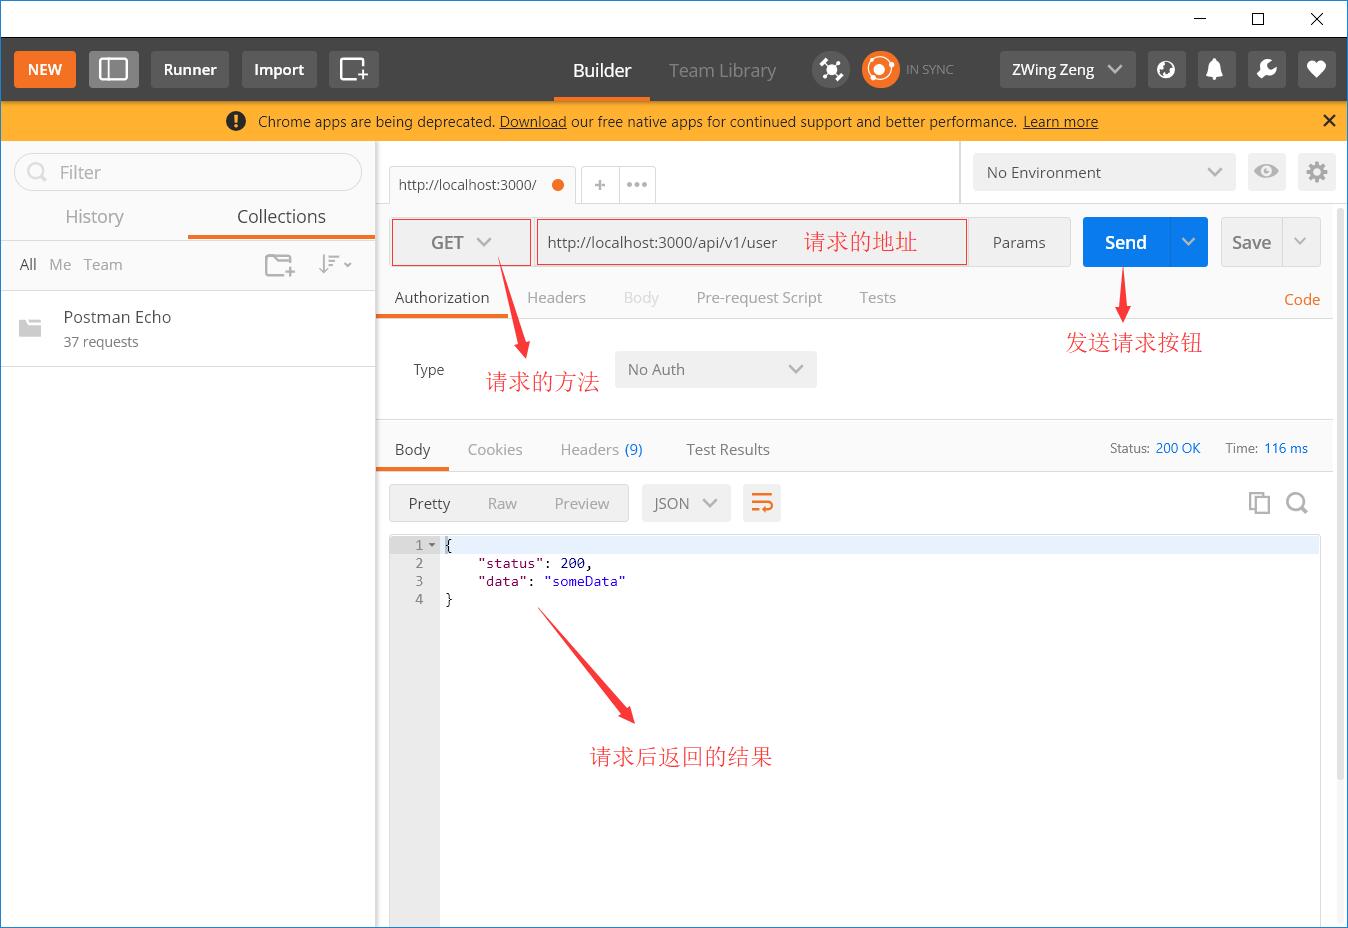 NEW
Runner
Import
Builder
Team Library
IN SYNC
ZWing Zeng
Chrome apps are being deprecated. Download our free native apps for continued support and better performance. Learn more
Filter
History
Collections
All Me Team
Postman Echo
37 requests
http://localhost:3000/
No Environment
GET
http://localhost:3000/api/v1/user
请求的地址
Params
Send
Save
Authorization
Headers
Body
Pre-request Script
Tests
Code
发送请求按钮
Type
请求的方法
No Auth
Body
Cookies
Headers (9)
Test Results
Status: 200 OK
Time: 116 ms
Pretty
Raw
Preview
JSON
1 {
2 "status": 200,
3 "data": "someData"
4 }
请求后返回的结果